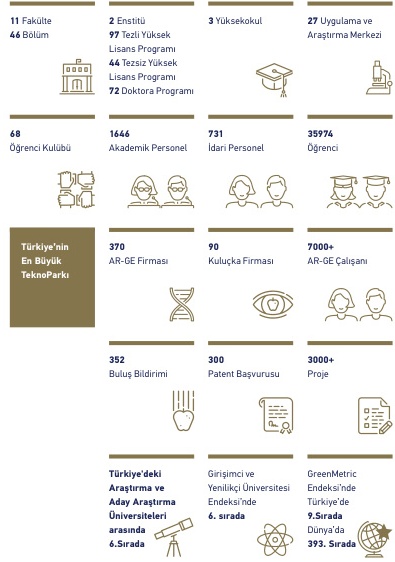 11 Fakülte
46 Bölüm
2 Enstitü
97 Tezli Yüksek
Lisans Programı
44 Tezsiz Yüksek
Lisans Programı
72 Doktora Programı
3 Yüksekokul
27 Uygulama ve
Araştırma Merkezi
68
Öğrenci Kulübü
1646
Akademik Personel
731
İdari Personel
35974
Öğrenci
Türkiye'nin
En Büyük
TeknoParkı
370
AR-GE Firması
90
Kuluçka Firması
7000+
AR-GE Çalışanı
352
Buluş Bildirimi
300
Patent Başvurusu
3000+
Proje
Türkiye'deki
Araştırma ve
Aday Araştırma
Üniversiteleri
arasında
6.Sırada
Girişimci ve
Yenilikçi Üniversitesi
Endeksi'nde
6. sırada
GreenMetric
Endeksi'nde
Türkiye'de
9.Sırada
Dünya'da
393. Sırada